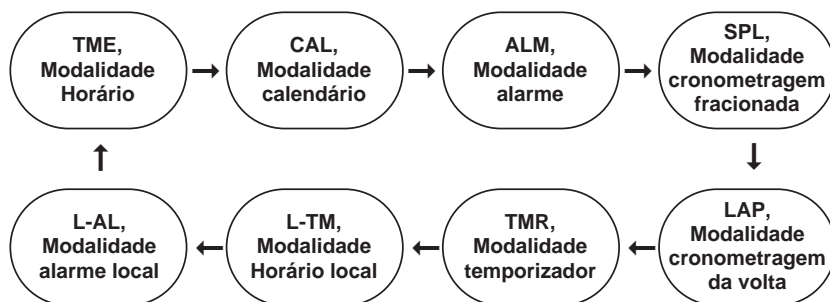 TME,
Modalidade
Horário
CAL,
Modalidade
calendário
ALM,
Modalidade
alarme
SPL,
Modalidade
cronometragem
fracionada
L-AL,
Modalidade
alarme local
L-TM,
Modalidade
Horário local
TMR,
Modalidade
temporizador
LAP,
Modalidade
cronometragem
da volta